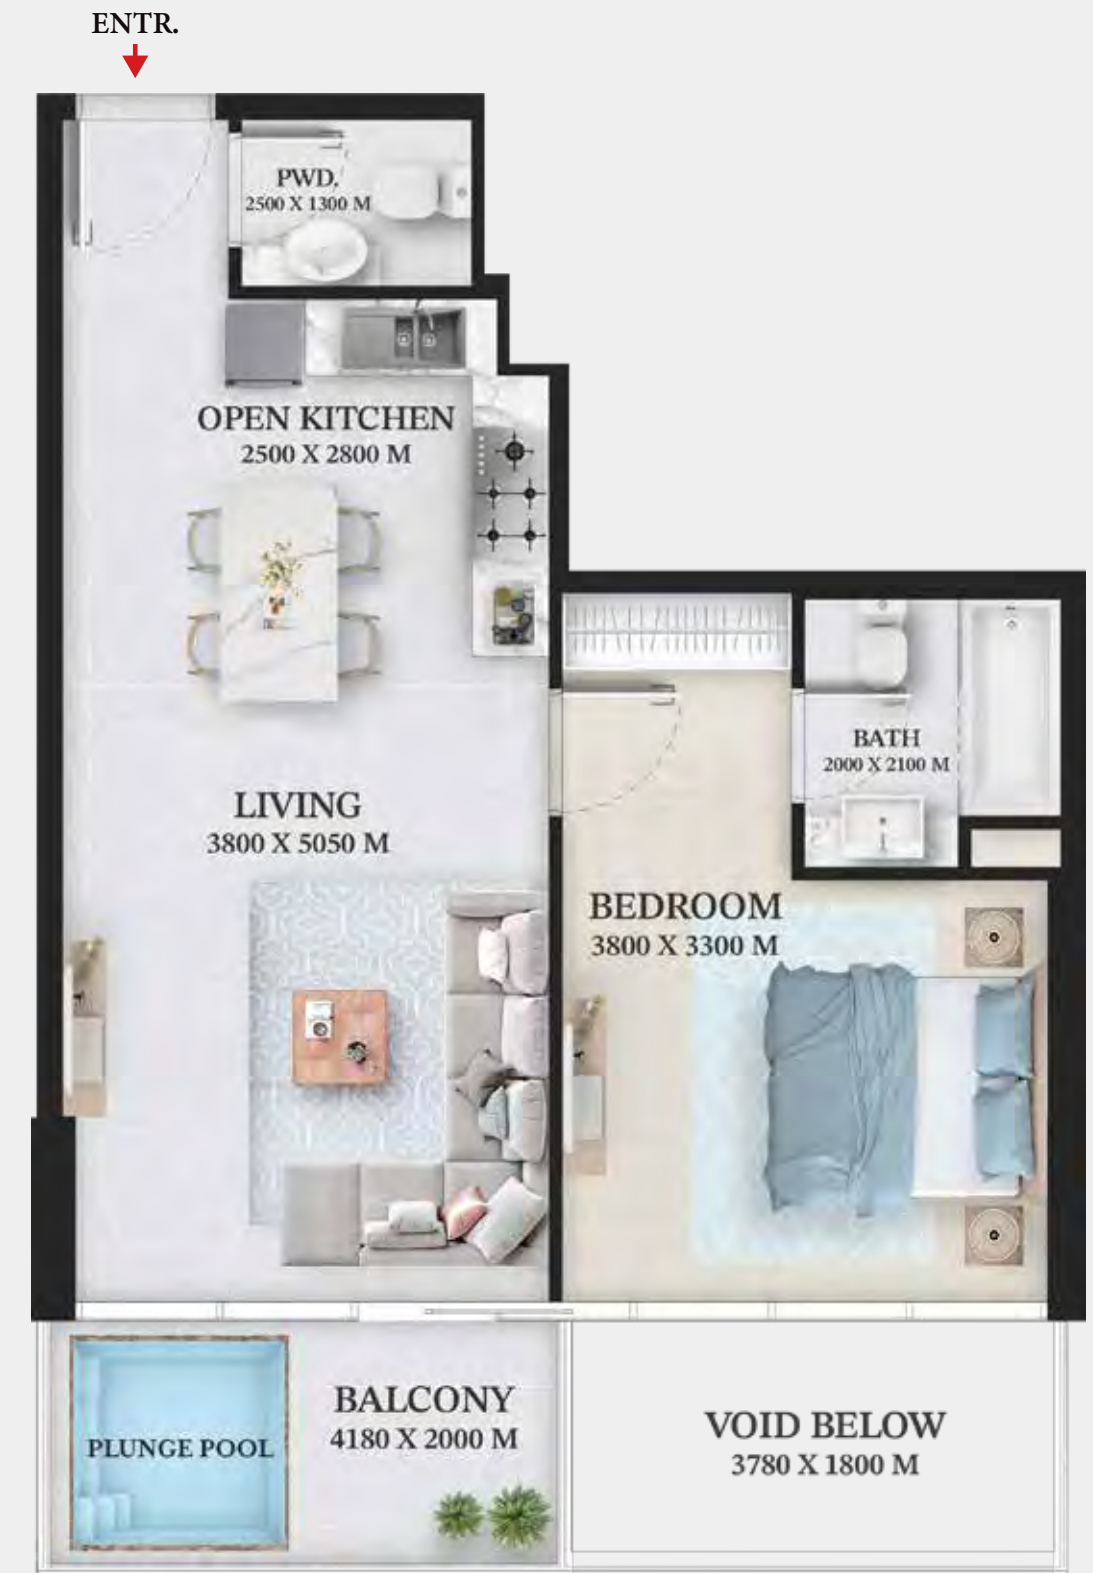 ENTR.
PWD.
2500 X 1300 M
OPEN KITCHEN
2500 X 2800 M
BATH
2000 X 2100 M
LIVING
3800 X 5050 M
BEDROOM
3800 X 3300 M
BALCONY
4180 X 2000 M
PLUNGE POOL
VOID BELOW
3780 X 1800 M